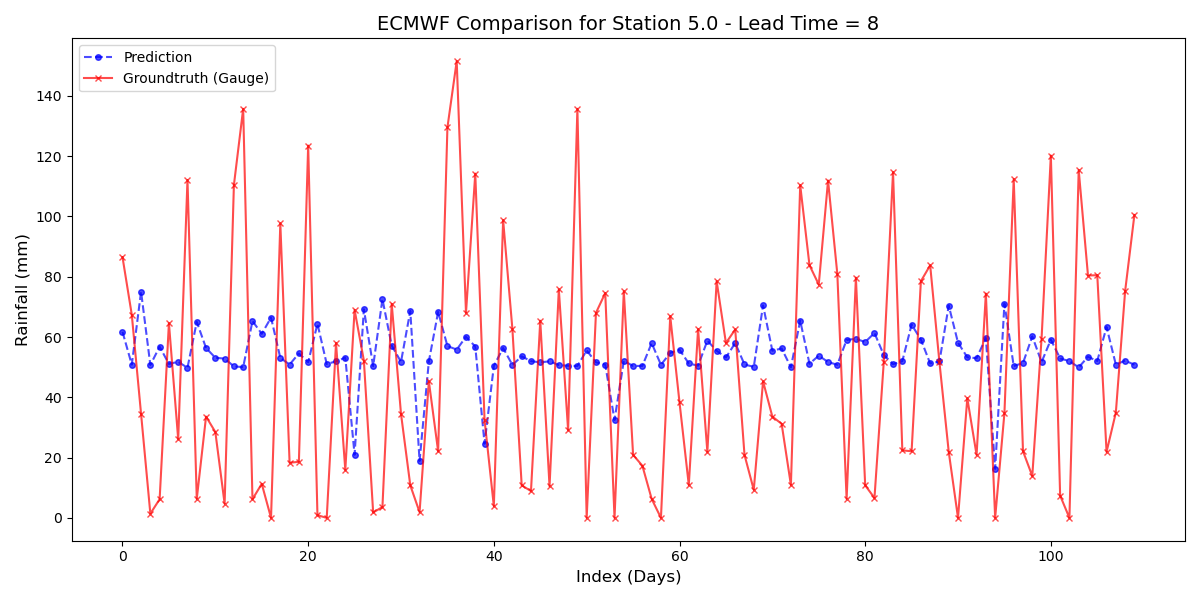 ECMWF Comparison for Station 5.0 - Lead Time = 8
Prediction
Groundtruth (Gauge)
Rainfall (mm)
140
120
100
80
60
40
20
0
0 20 40 60 80 100
Index (Days)